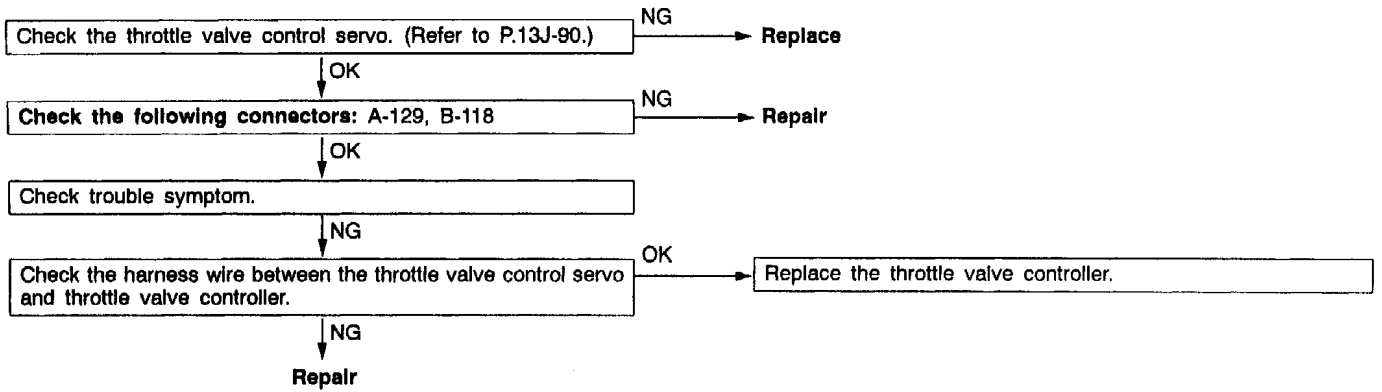 NG
Check the throttle valve control servo. (Refer to P.13J-90.)
Replace
OK
NG
Check the following connectors: A-129, B-118
Repair
OK
Check trouble symptom.
NG
OK
Check the harness wire between the throttle valve control servo
and throttle valve controller.
Replace the throttle valve controller.
NG
Repair